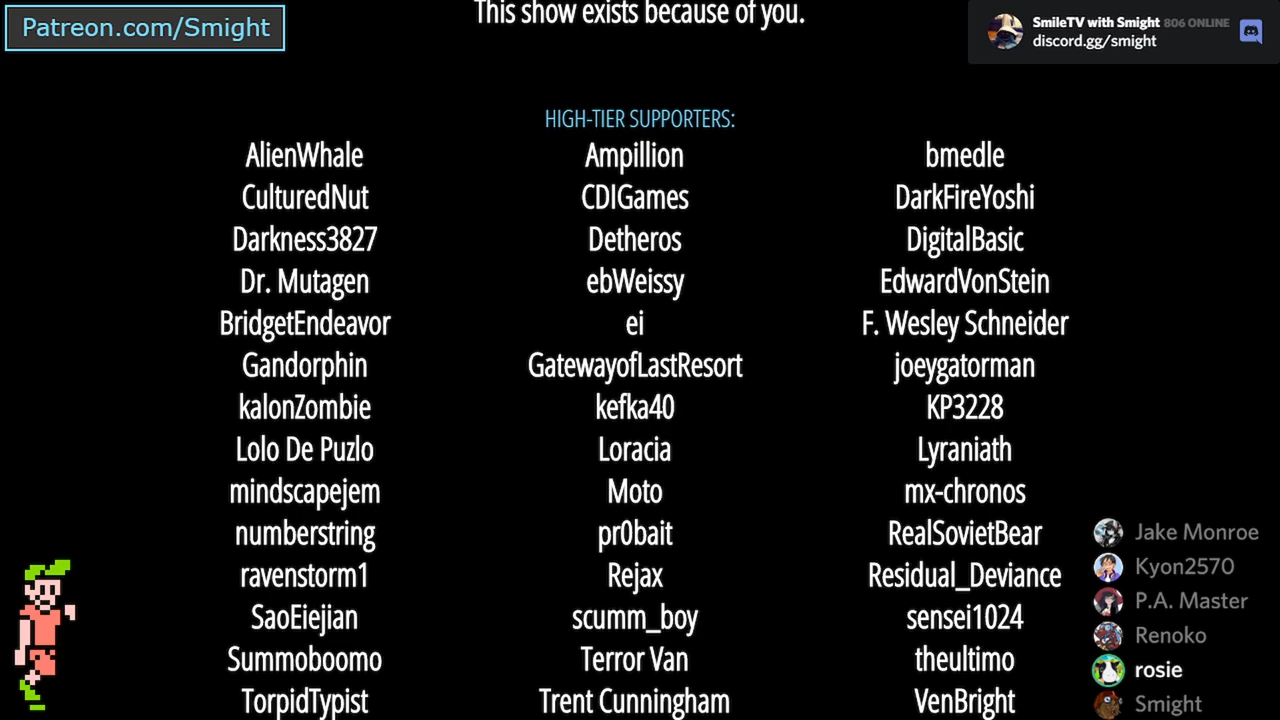 Patreon.com/Smight
This show exists because of you.
SmileTV with Smight 806 ONLINE
discord.gg/smight
HIGH-TIER SUPPORTERS:
AlienWhale Ampillion bmedle
CulturedNut CDIGames DarkFireYoshi
Darkness3827 Detheros DigitalBasic
Dr. Mutagen ebWeissy EdwardVonStein
BridgetEndeavor ei F. Wesley Schneider
Gandorphin GatewayofLastResort joeygatorman
kalonZombie kefka40 KP3228
Lolo De Puzlo Loracia Lyraniath
mindscapejem Moto mx-chronos
numberstring pr0bait RealSovietBear
ravenstorm1 Rejax Residual_Deviance
SaoEiejian scumm_boy sensei1024
Summoboomo Terror Van theultimo
TorpidTypist Trent Cunningham VenBright
Jake Monroe
Kyon2570
P.A. Master
Renoko
rosie
Smight